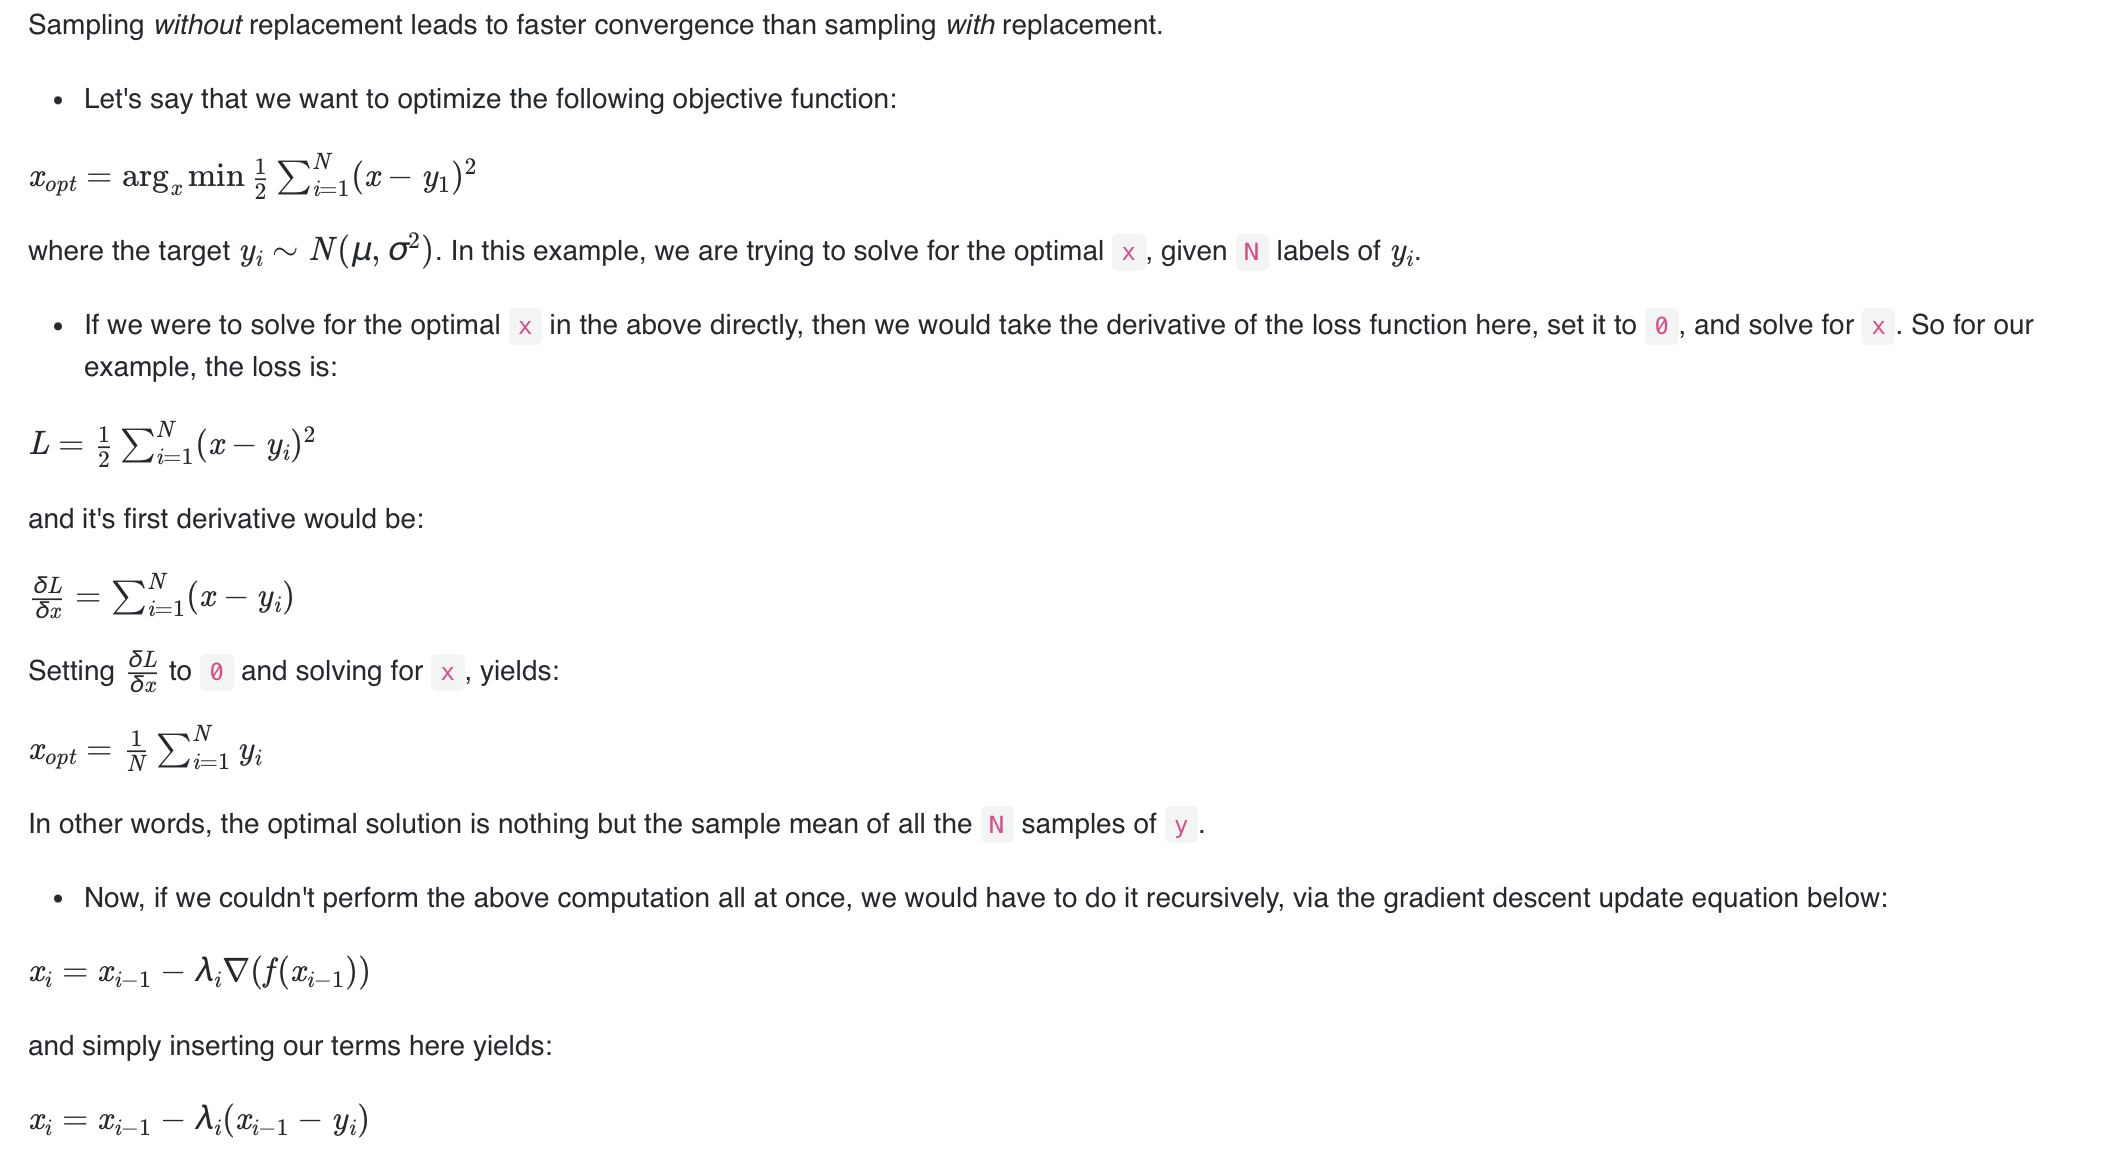 Sampling without replacement leads to faster convergence than sampling with replacement.
• Let's say that we want to optimize the following objective function:
$x_{opt} = \arg_x \min \frac{1}{2} \sum_{i=1}^{N} (x - y_1)^2$
where the target $y_i \sim N(\mu, \sigma^2)$. In this example, we are trying to solve for the optimal x , given N labels of $y_i$.
• If we were to solve for the optimal x in the above directly, then we would take the derivative of the loss function here, set it to 0 , and solve for x . So for our
example, the loss is:
$L = \frac{1}{2} \sum_{i=1}^{N} (x - y_i)^2$
and it's first derivative would be:
$\frac{\delta L}{\delta x} = \sum_{i=1}^{N} (x - y_i)$
Setting $\frac{\delta L}{\delta x}$ to 0 and solving for x , yields:
$x_{opt} = \frac{1}{N} \sum_{i=1}^{N} y_i$
In other words, the optimal solution is nothing but the sample mean of all the N samples of y .
• Now, if we couldn't perform the above computation all at once, we would have to do it recursively, via the gradient descent update equation below:
$x_i = x_{i-1} - \lambda_i \nabla(f(x_{i-1}))$
and simply inserting our terms here yields:
$x_i = x_{i-1} - \lambda_i (x_{i-1} - y_i)$